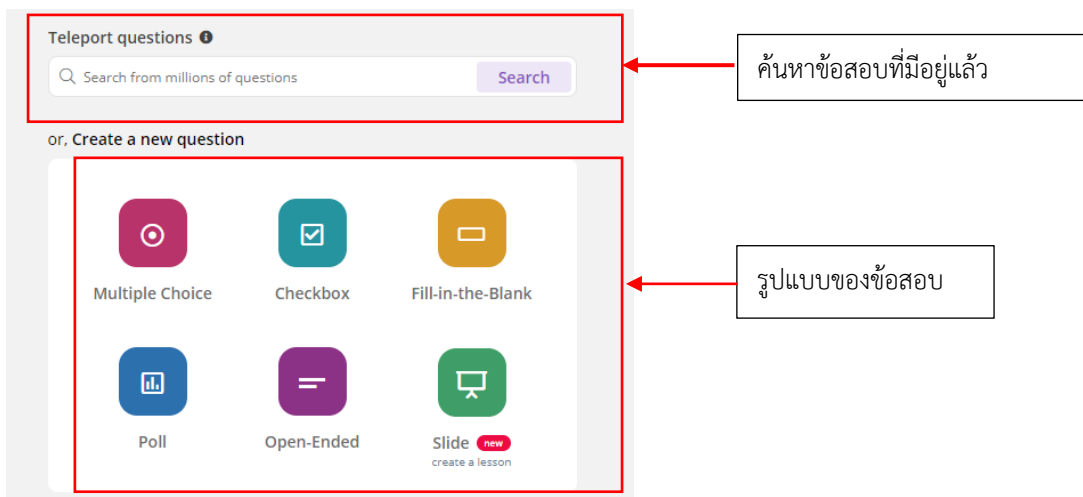 Teleport questions
Search from millions of questions
Search
ค้นหาข้อสอบที่มีอยู่แล้ว
or, Create a new question
Multiple Choice
Checkbox
Fill-in-the-Blank
รูปแบบของข้อสอบ
Poll
Open-Ended
Slide new
create a lesson